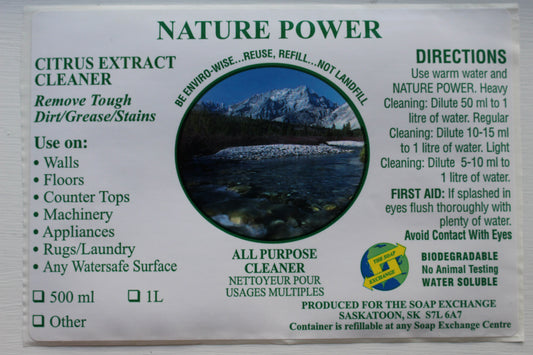 NATURE POWER
CITRUS EXTRACT
CLEANER
Remove Tough
Dirt/Grease/Stains
Use on:
• Walls
• Floors
• Counter Tops
• Machinery
• Appliances
• Rugs/Laundry
• Any Watersafe Surface
500 ml 1L
Other
BE ENVIRO-WISE...REUSE, REFILL...NOT LANDFILL
NATURE POWER
ALL PURPOSE
CLEANER
NETTOYEUR POUR
USAGES MULTIPLES
DIRECTIONS
Use warm water and
NATURE POWER. Heavy
Cleaning: Dilute 50 ml to 1
litre of water. Regular
Cleaning: Dilute 10-15 ml
to 1 litre of water. Light
Cleaning: Dilute 5-10 ml to
1 litre of water.
FIRST AID: If splashed in
eyes flush thoroughly with
plenty of water.
Avoid Contact With Eyes
THE SOAP
EXCHANGE
BIODEGRADABLE
No Animal Testing
WATER SOLUBLE
PRODUCED FOR THE SOAP EXCHANGE
SASKATOON, SK S7L 6A7
Container is refillable at any Soap Exchange Centre